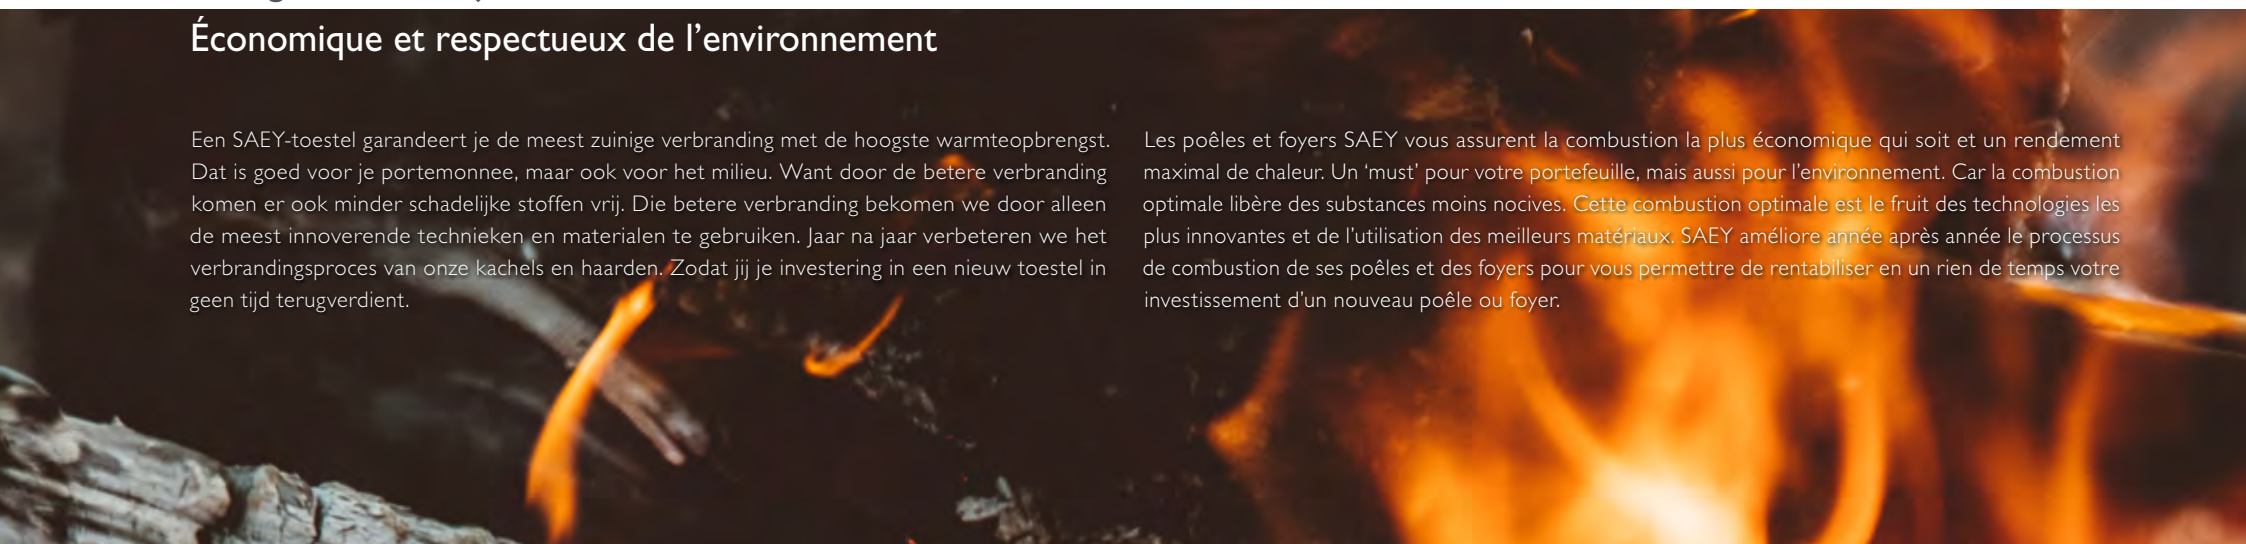 Économique et respectueux de l’environnement
Een SAEY-toestel garandeert je de meest zuinige verbranding met de hoogste warmteopbrengst.
Dat is goed voor je portemonnee, maar ook voor het milieu. Want door de betere verbranding
komen er ook minder schadelijke stoffen vrij. Die betere verbranding bekomen we door alleen
de meest innoverende technieken en materialen te gebruiken. Jaar na jaar verbeteren we het
verbrandingsproces van onze kachels en haarden. Zodat jij je investering in een nieuw toestel in
geen tijd terugverdient.
Les poêles et foyers SAEY vous assurent la combustion la plus économique qui soit et un rendement
maximal de chaleur. Un ‘must’ pour votre portefeuille, mais aussi pour l’environnement. Car la combustion
optimale libère des substances moins nocives. Cette combustion optimale est le fruit des technologies les
plus innovantes et de l’utilisation des meilleurs matériaux. SAEY améliore année après année le processus
de combustion de ses poêles et des foyers pour vous permettre de rentabiliser en un rien de temps votre
investissement d’un nouveau poêle ou foyer.